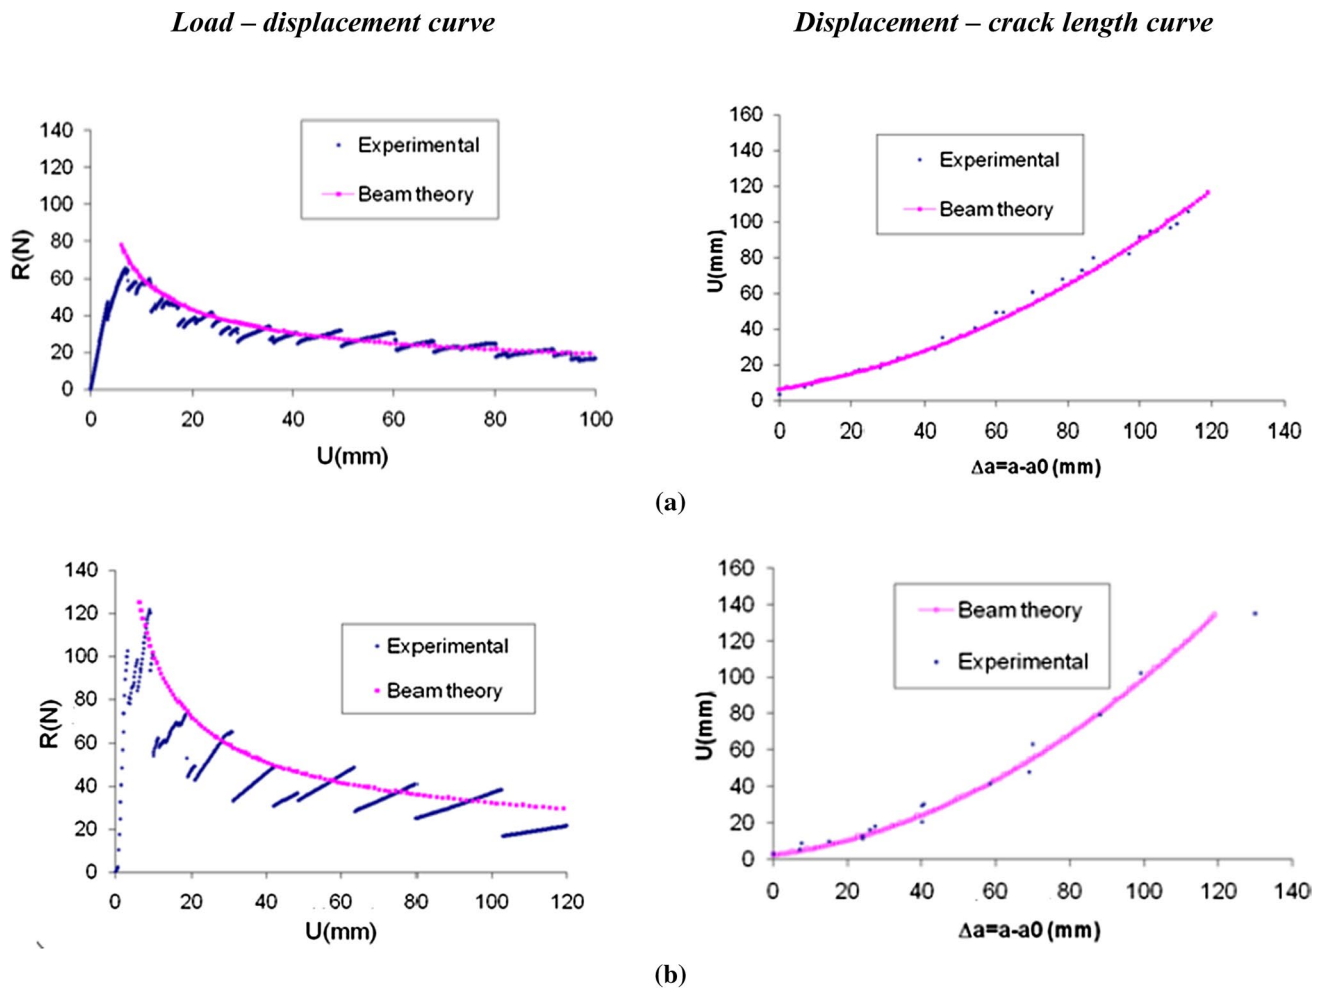 Load – displacement curve
Displacement – crack length curve
140
120
100
80
60
40
20
0
R(N)
Experimental
Beam theory
0 20 40 60 80 100
U(mm)
160
140
120
100
80
60
40
20
0
U(mm)
Experimental
Beam theory
0 20 40 60 80 100 120 140
Δa=a-a0 (mm)
(a)
140
120
100
80
60
40
20
0
R(N)
Experimental
Beam theory
0 20 40 60 80 100 120
U(mm)
160
140
120
100
80
60
40
20
0
U(mm)
Beam theory
Experimental
0 20 40 60 80 100 120 140
Δa=a-a0 (mm)
(b)